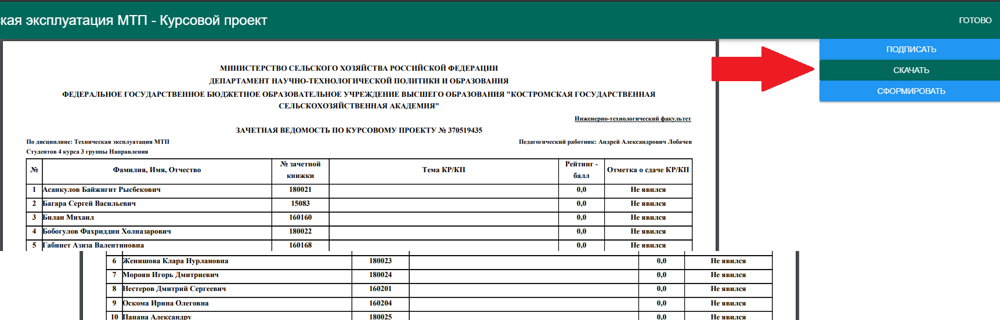 кая эксплуатация МТП - Курсовой проект
ГОТОВО
ПОДПИСАТЬ
СКАЧАТЬ
СФОРМИРОВАТЬ
МИНИСТЕРСТВО СЕЛЬСКОГО ХОЗЯЙСТВА РОССИЙСКОЙ ФЕДЕРАЦИИ
ДЕПАРТАМЕНТ НАУЧНО-ТЕХНОЛОГИЧЕСКОЙ ПОЛИТИКИ И ОБРАЗОВАНИЯ
ФЕДЕРАЛЬНОЕ ГОСУДАРСТВЕННОЕ БЮДЖЕТНОЕ ОБРАЗОВАТЕЛЬНОЕ УЧРЕЖДЕНИЕ ВЫСШЕГО ОБРАЗОВАНИЯ "КОСТРОМСКАЯ ГОСУДАРСТВЕННАЯ
СЕЛЬСКОХОЗЯЙСТВЕННАЯ АКАДЕМИЯ"
Инженерно-технологический факультет
ЗАЧЕТНАЯ ВЕДОМОСТЬ ПО КУРСОВОМУ ПРОЕКТУ № 370519435
По дисциплине: Техническая эксплуатация МТП Педагогический работник: Андрей Александрович Лобачев
Студентов 4 курса 3 группы Направления
№ Фамилия, Имя, Отчество № зачетной книжки Тема КР/КП Рейтинг - балл Отметка о сдаче КР/КП
1 Асанкулов Байжигит Рысбекович 180021 0,0 Не явился
2 Багара Сергей Васильевич 15083 0,0 Не явился
3 Билан Михаил 160160 0,0 Не явился
4 Бобогулов Фахриддин Холназарович 180022 0,0 Не явился
5 Габинет Азиза Валентиновна 160168 0,0 Не явился
6 Женишова Клара Нурлановна 180023 0,0 Не явился
7 Мороян Игорь Дмитриевич 180024 0,0 Не явился
8 Нестеров Дмитрий Сергеевич 160201 0,0 Не явился
9 Оскома Ирина Олеговна 160204 0,0 Не явился
10 Папана Александру 180025 0,0 Не явился